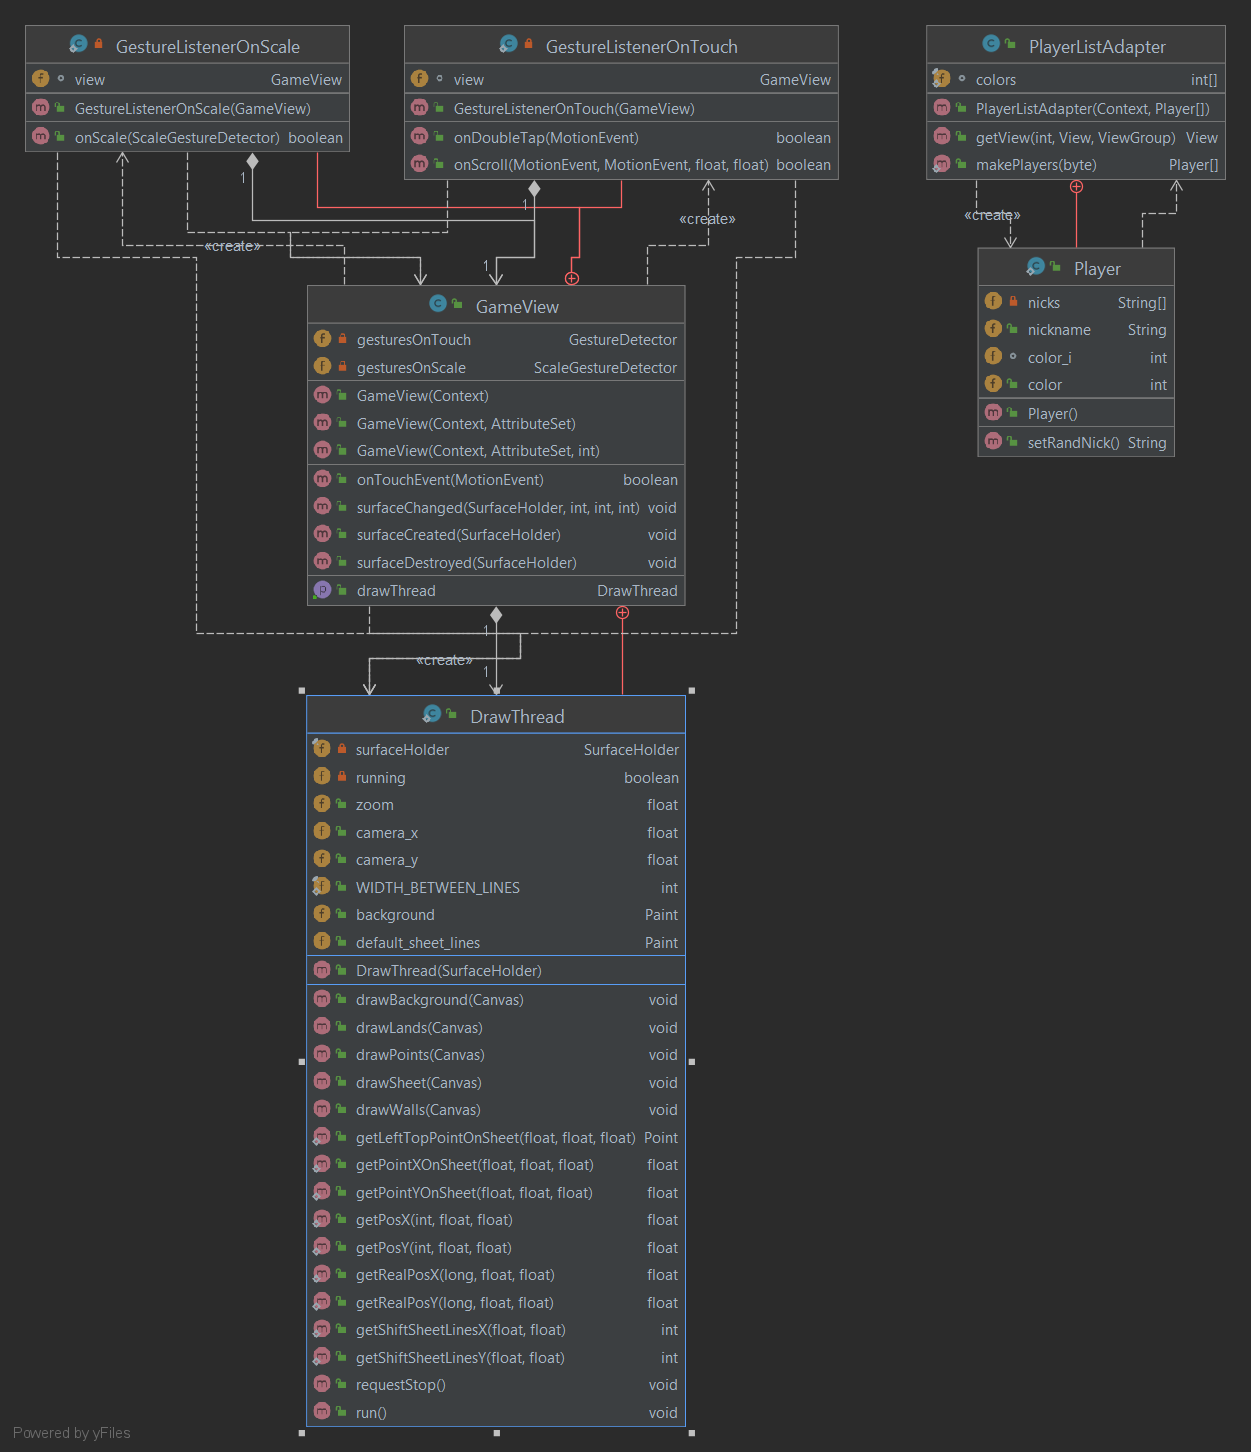 GestureListenerOnScale
view GameView
GestureListenerOnScale(GameView)
onScale(ScaleGestureDetector) boolean
GestureListenerOnTouch
view GameView
GestureListenerOnTouch(GameView)
onDoubleTap(MotionEvent) boolean
onScroll(MotionEvent, MotionEvent, float, float) boolean
PlayerListAdapter
colors int[]
PlayerListAdapter(Context, Player[])
getView(int, View, ViewGroup) View
makePlayers(byte) Player[]
1
1
«create»
«create»
«create»
1
Player
nicks String[]
nickname String
color_i int
color int
Player()
setRandNick() String
GameView
gesturesOnTouch GestureDetector
gesturesOnScale ScaleGestureDetector
GameView(Context)
GameView(Context, AttributeSet)
GameView(Context, AttributeSet, int)
onTouchEvent(MotionEvent) boolean
surfaceChanged(SurfaceHolder, int, int, int) void
surfaceCreated(SurfaceHolder) void
surfaceDestroyed(SurfaceHolder) void
drawThread DrawThread
1
«create»
1
DrawThread
surfaceHolder SurfaceHolder
running boolean
zoom float
camera_x float
camera_y float
WIDTH_BETWEEN_LINES int
background Paint
default_sheet_lines Paint
DrawThread(SurfaceHolder)
drawBackground(Canvas) void
drawLands(Canvas) void
drawPoints(Canvas) void
drawSheet(Canvas) void
drawWalls(Canvas) void
getLeftTopPointOnSheet(float, float, float) Point
getPointXOnSheet(float, float, float) float
getPointYOnSheet(float, float, float) float
getPosX(int, float, float) float
getPosY(int, float, float) float
getRealPosX(long, float, float) float
getRealPosY(long, float, float) float
getShiftSheetLinesX(float, float) int
getShiftSheetLinesY(float, float) int
requestStop() void
run() void
Powered by yFiles